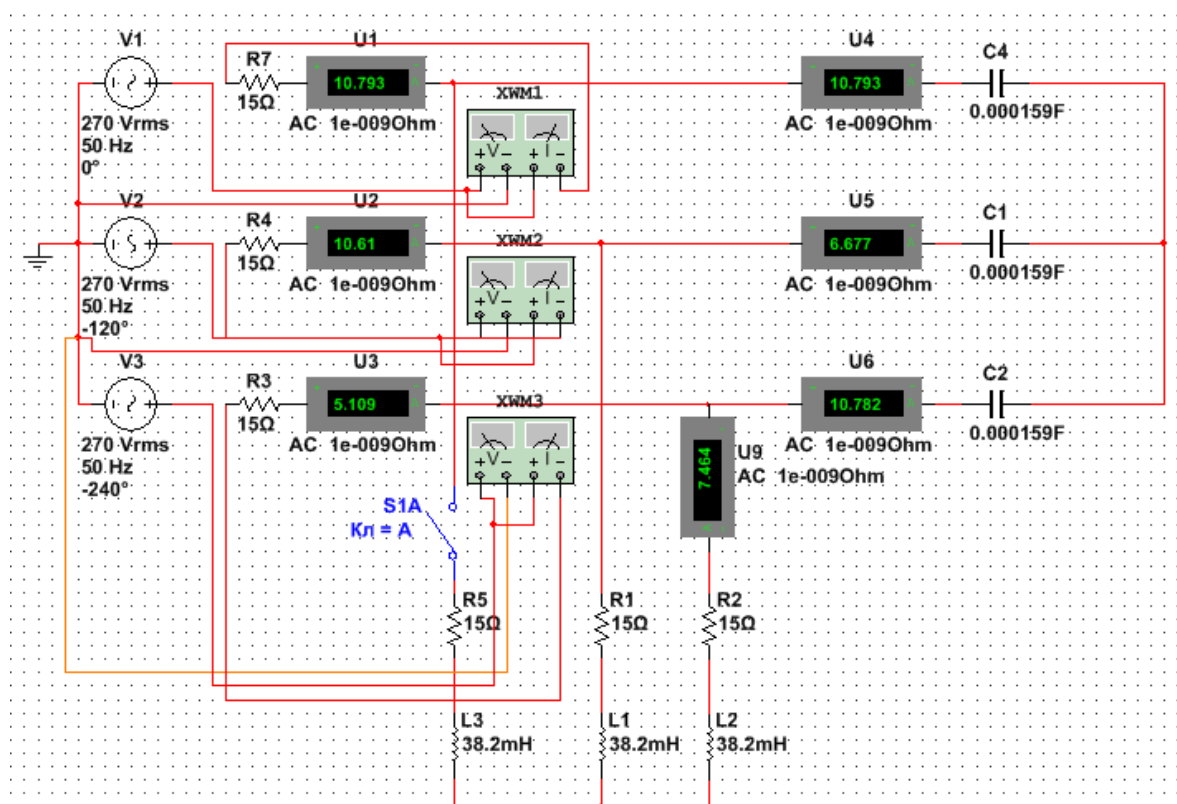 V1
270 Vrms
50 Hz
0°
R7
15Ω
U1
10.793
AC 1e-009Ohm
XWM1
V I
+ − + −
U4
10.793
AC 1e-009Ohm
C4
0.000159F
V2
270 Vrms
50 Hz
-120°
R4
15Ω
U2
10.61
AC 1e-009Ohm
XWM2
V I
+ − + −
U5
6.677
AC 1e-009Ohm
C1
0.000159F
V3
270 Vrms
50 Hz
-240°
R3
15Ω
U3
5.109
AC 1e-009Ohm
XWM3
V I
+ − + −
U6
10.782
AC 1e-009Ohm
C2
0.000159F
U9
7.464
AC 1e-009Ohm
S1A
Кл = A
R5
15Ω
R1
15Ω
R2
15Ω
L3
38.2mH
L1
38.2mH
L2
38.2mH